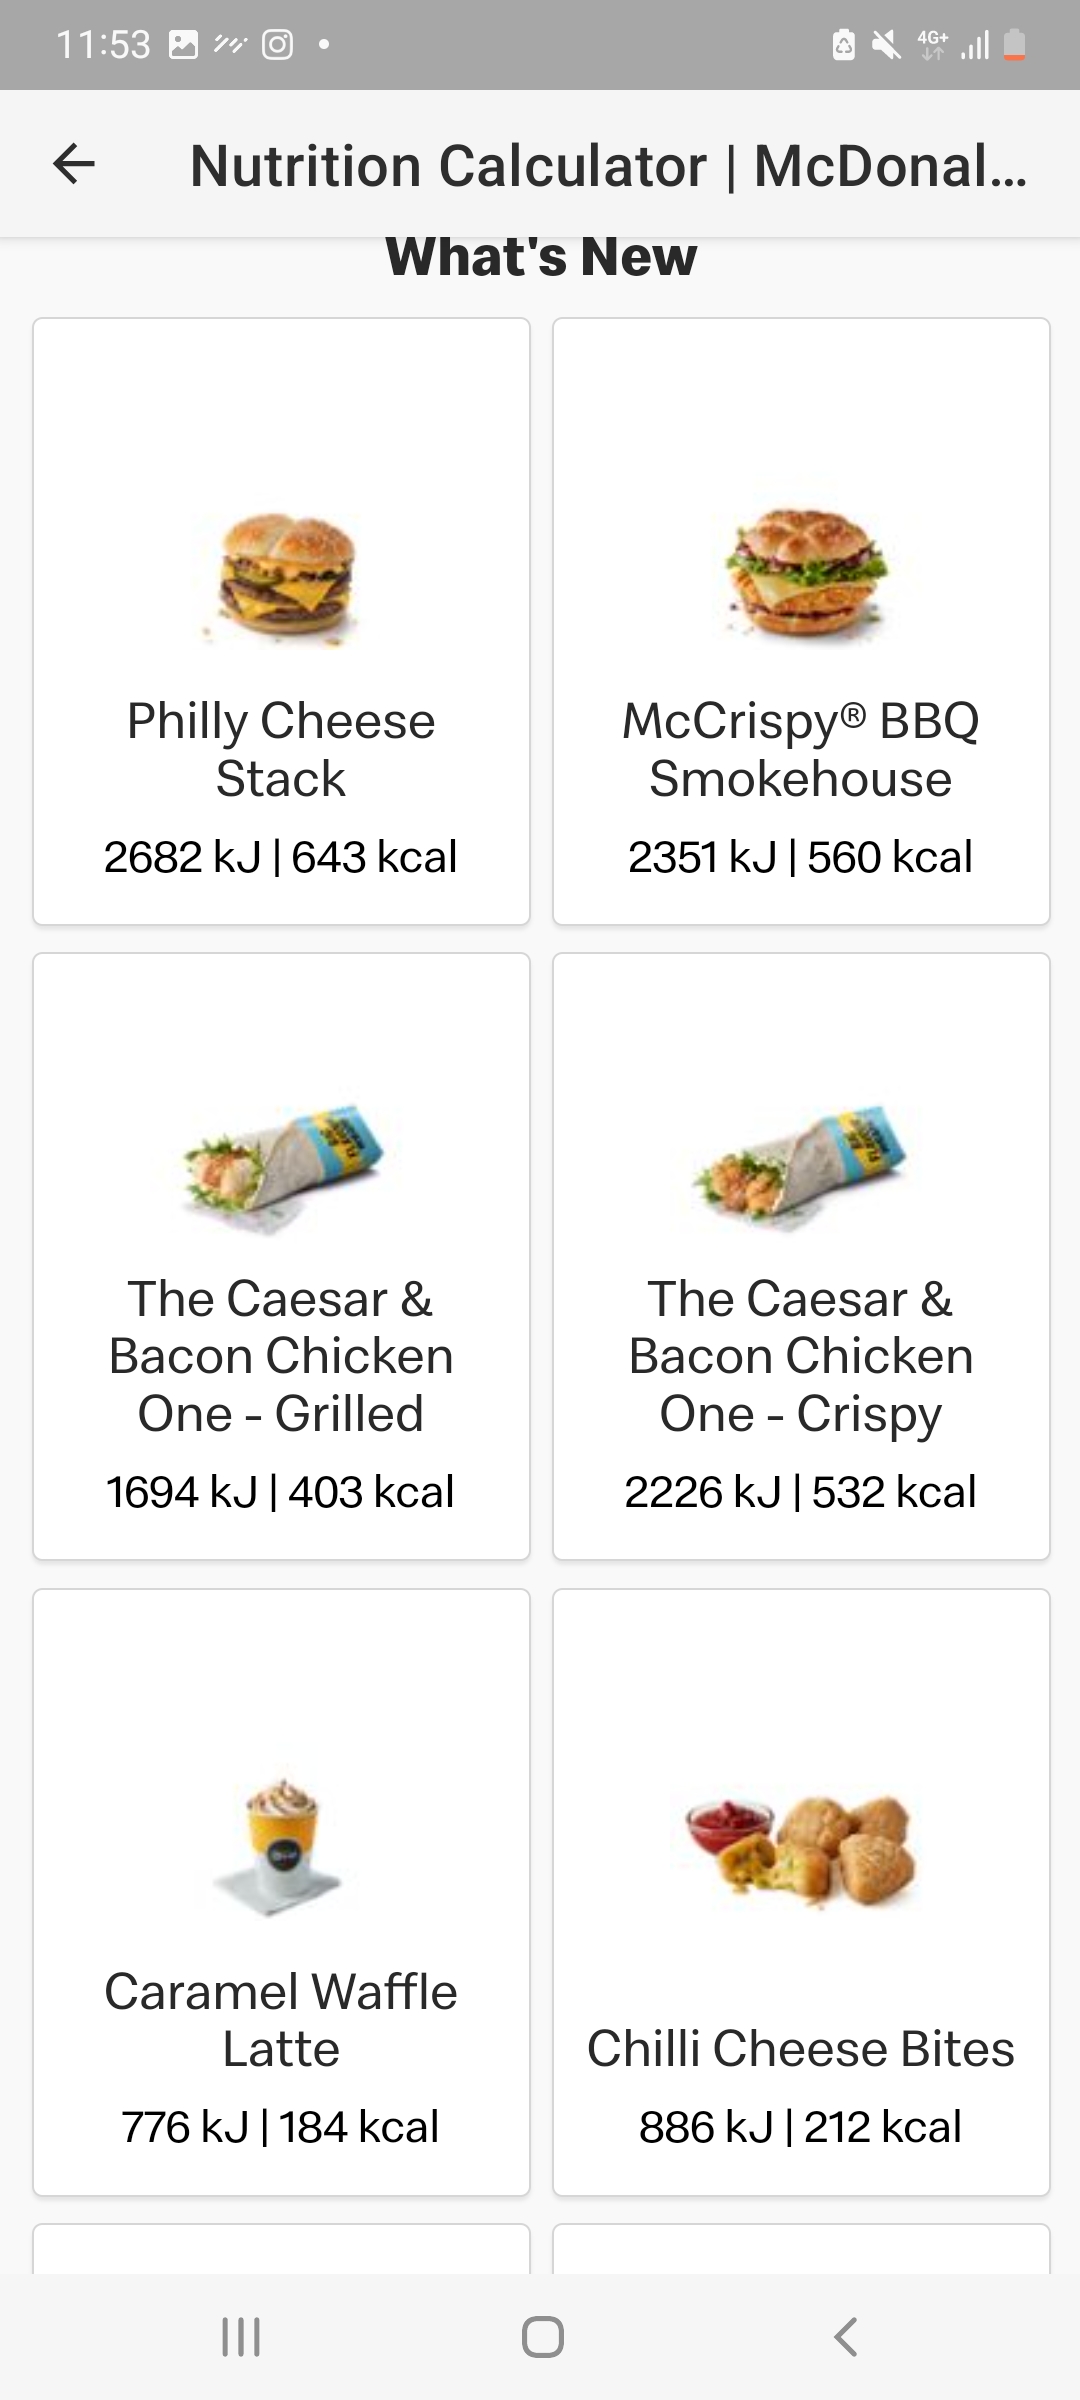 11:53
4G+
Nutrition Calculator | McDonal...
What's New
Philly Cheese
Stack
2682 kJ | 643 kcal
McCrispy® BBQ
Smokehouse
2351 kJ | 560 kcal
The Caesar &
Bacon Chicken
One - Grilled
1694 kJ | 403 kcal
The Caesar &
Bacon Chicken
One - Crispy
2226 kJ | 532 kcal
Caramel Waffle
Latte
776 kJ | 184 kcal
Chilli Cheese Bites
886 kJ | 212 kcal